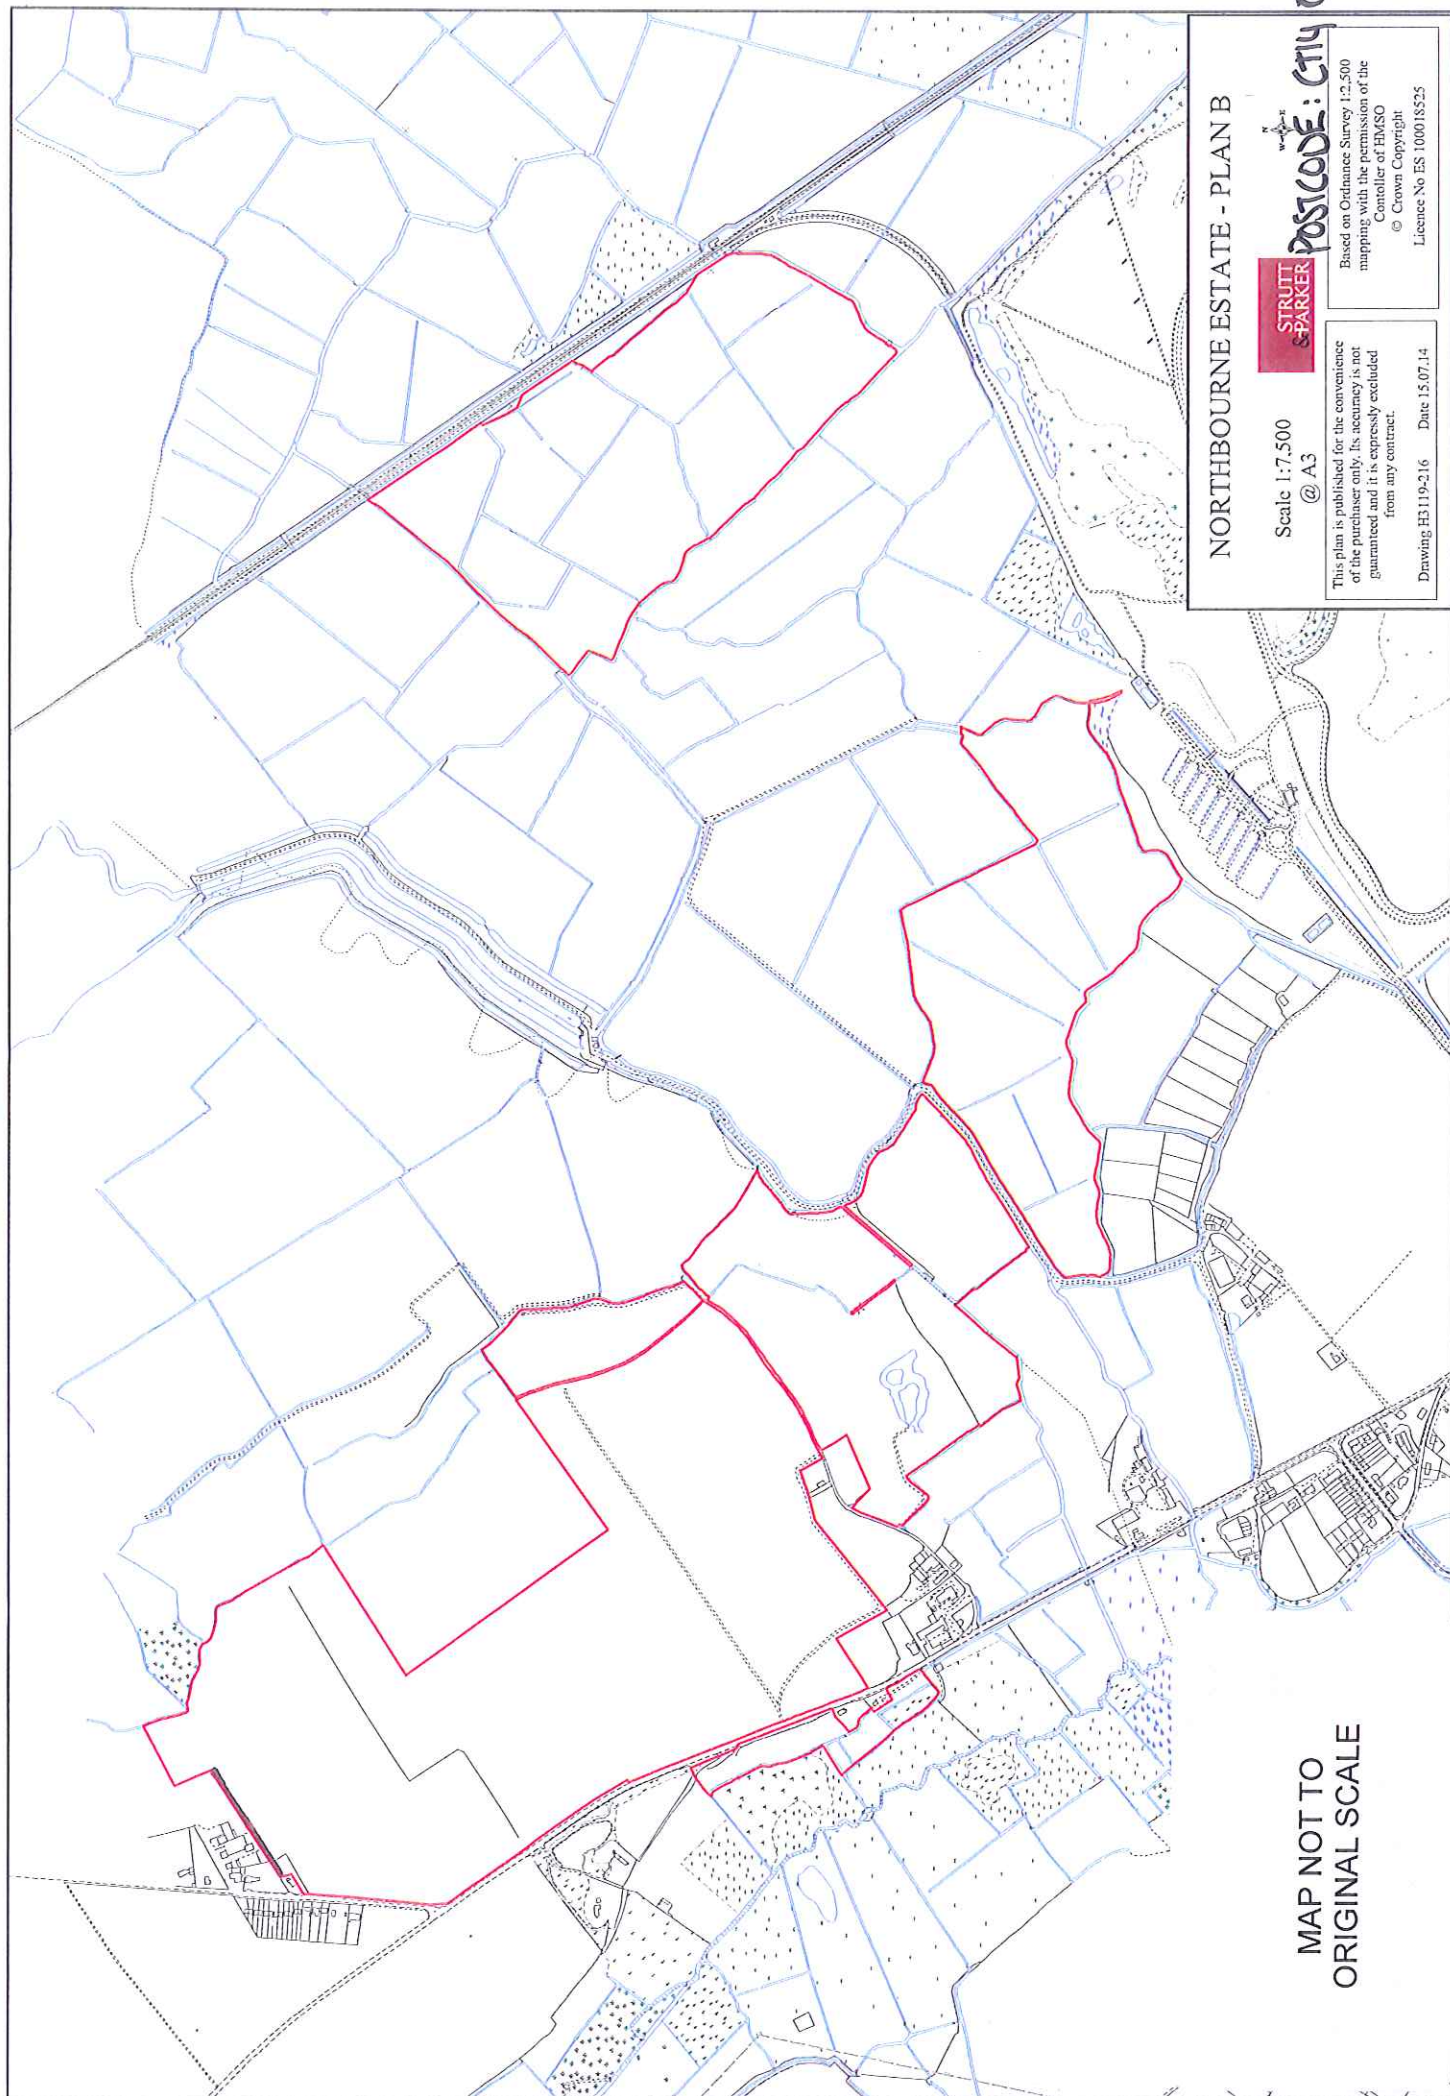 NORTHBOURNE ESTATE - PLAN B
Scale 1:7,500
@ A3
STRUTT
& PARKER
N
W
E
POSTCODE: CT14
This plan is published for the convenience
of the purchaser only. Its accuracy is not
guaranteed and it is expressly excluded
from any contract.
Drawing H3119-216 Date 15.07.14
Based on Ordnance Survey 1:2,500
mapping with the permission of the
Contoller of HMSO
© Crown Copyright
Licence No ES 100018525
MAP NOT TO
ORIGINAL SCALE